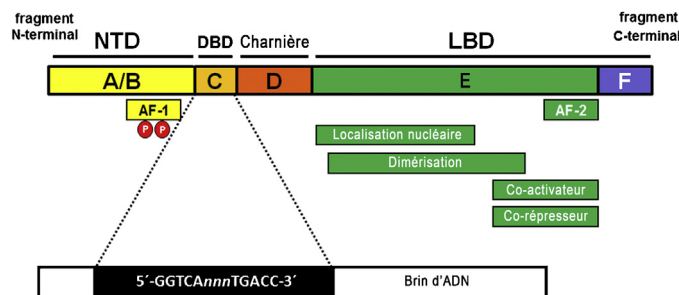 fragment
N-terminal
NTD
DBD
Charnière
LBD
fragment
C-terminal
A/B
C
D
E
F
AF-1
AF-2
P P
Localisation nucléaire
Dimérisation
Co-activateur
Co-répresseur
5´-GGTCAnnnTGACC-3´
Brin d'ADN